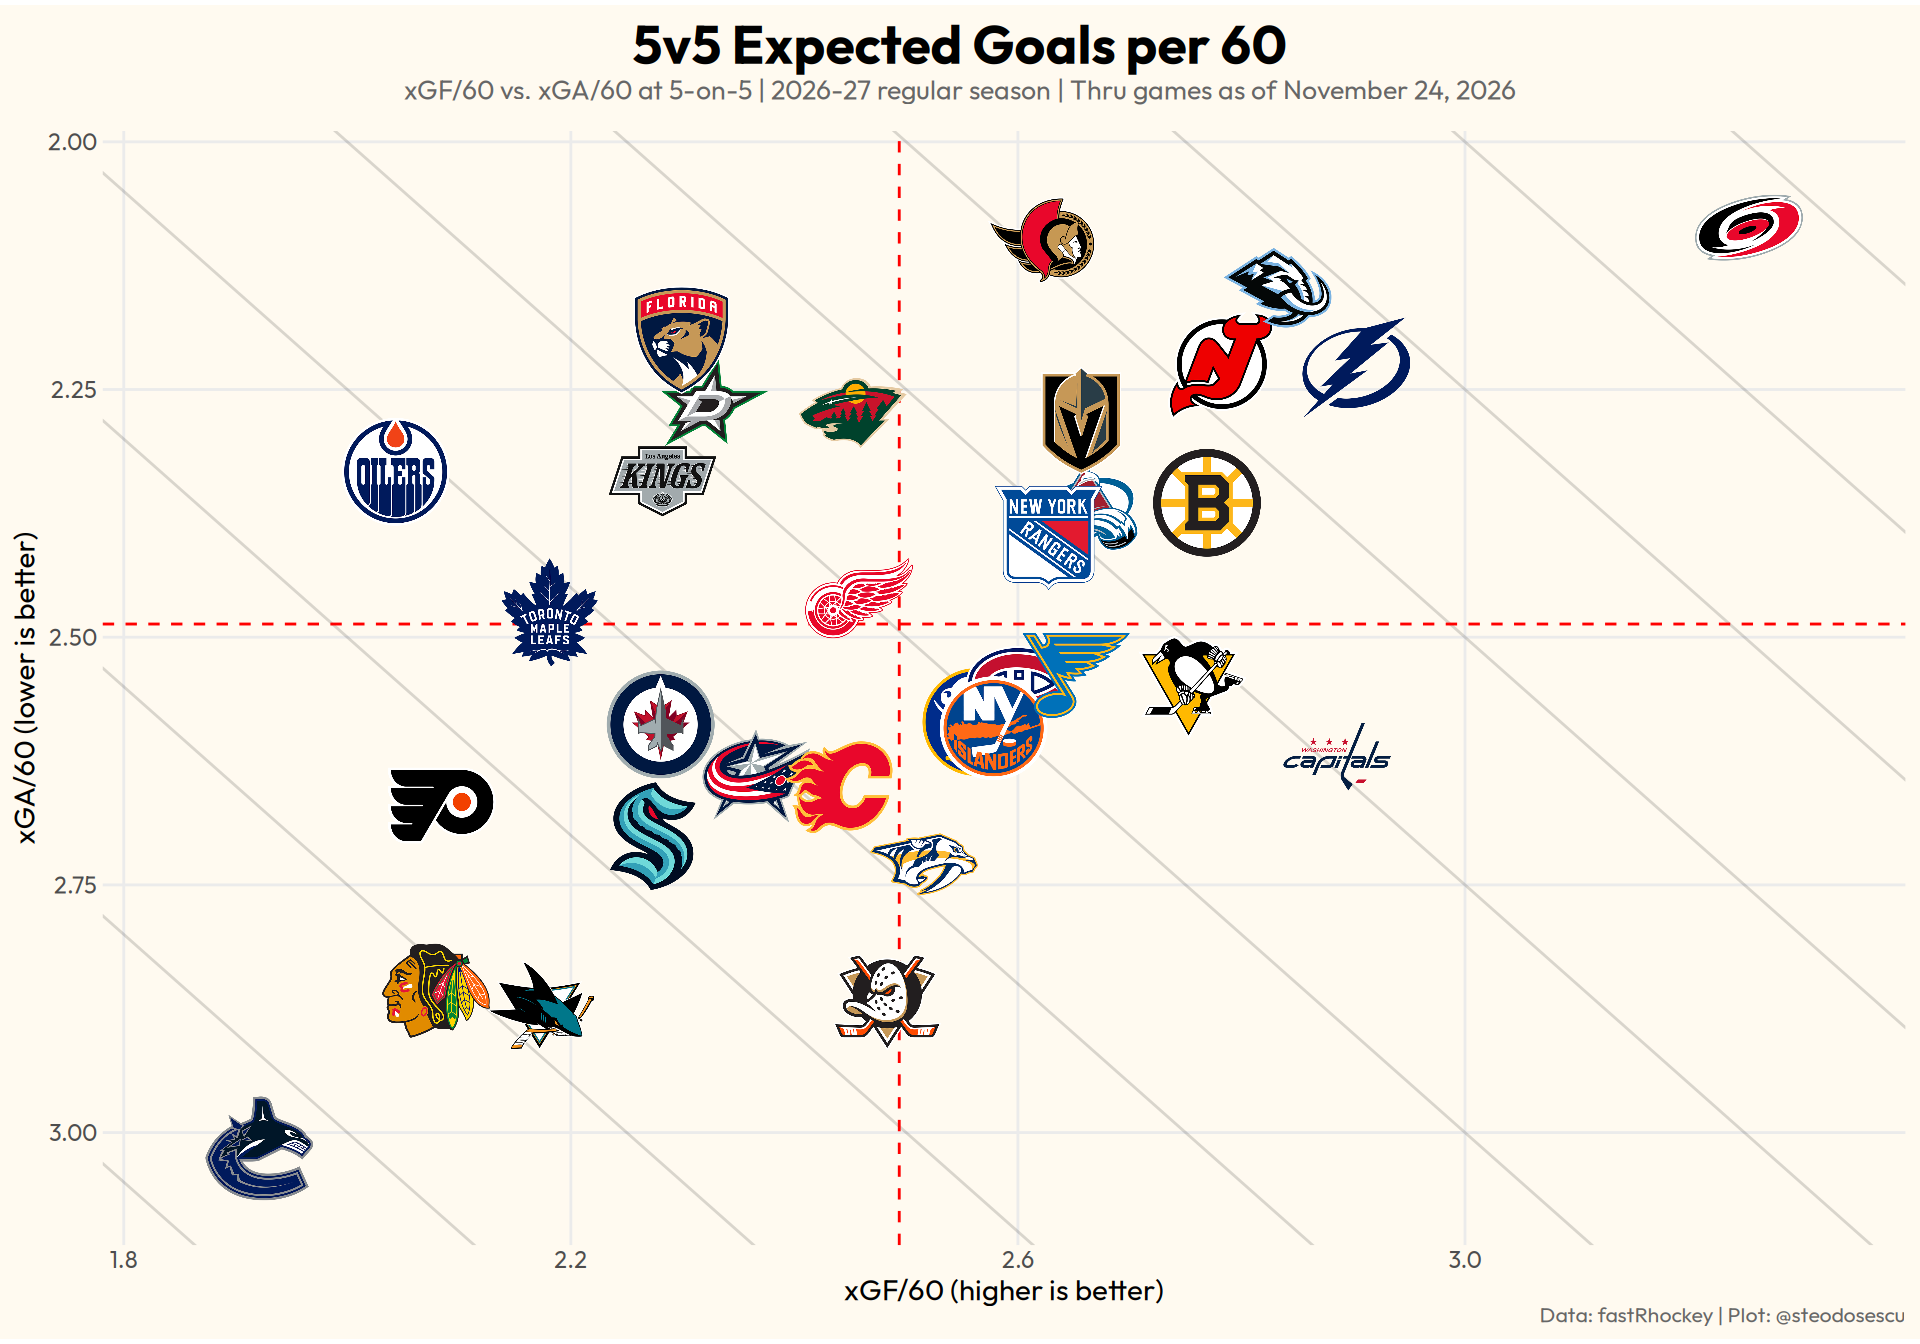 5v5 Expected Goals per 60
xGF/60 vs. xGA/60 at 5-on-5 | 2026-27 regular season | Thru games as of November 24, 2026
xGA/60 (lower is better)
2.00
2.25
2.50
2.75
3.00
FLORIDA
OILERS
Los Angeles
KINGS
D
N
V
B
NEW YORK
RANGERS
TORONTO
MAPLE
LEAFS
NY
ISLANDERS
WASHINGTON
capitals
P
C
1.8
2.2
2.6
3.0
xGF/60 (higher is better)
Data: fastRhockey | Plot: @steodosescu